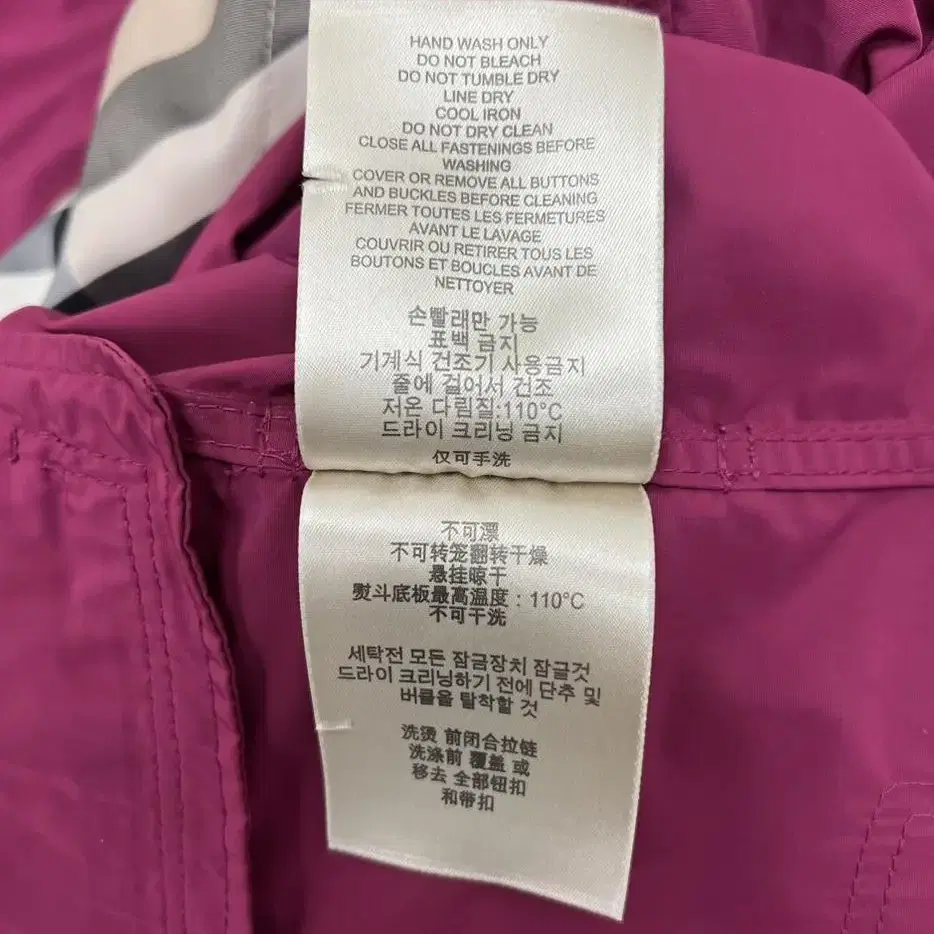 HAND WASH ONLY
DO NOT BLEACH
DO NOT TUMBLE DRY
LINE DRY
COOL IRON
DO NOT DRY CLEAN
CLOSE ALL FASTENINGS BEFORE
WASHING
COVER OR REMOVE ALL BUTTONS
AND BUCKLES BEFORE CLEANING
FERMER TOUTES LES FERMETURES
AVANT LE LAVAGE
COUVRIR OU RETIRER TOUS LES
BOUTONS ET BOUCLES AVANT DE
NETTOYER
손빨래만 가능
표백 금지
기계식 건조기 사용금지
줄에 걸어서 건조
저온 다림질:110°C
드라이 크리닝 금지
仅可手洗
不可漂
不可转笼翻转干燥
悬挂晾干
熨斗底板最高温度：110°C
不可干洗
세탁전 모든 잠금장치 잠글것
드라이 크리닝하기 전에 단추 및
버클을 탈착할 것
洗烫 前闭合拉链
洗涤前 覆盖 或
移去 全部钮扣
和带扣